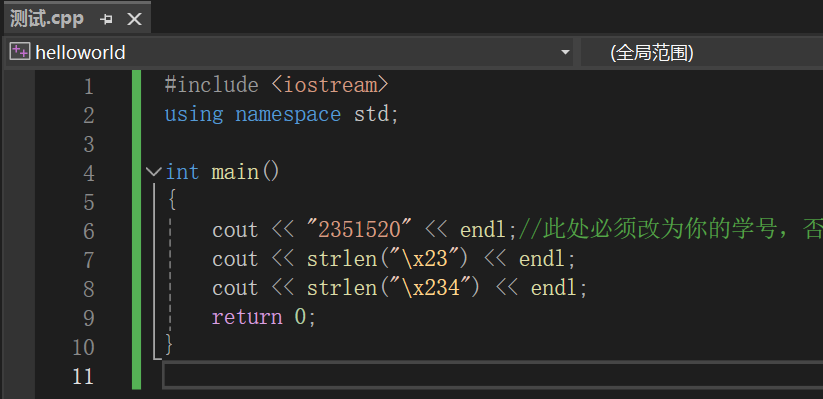 测试.cpp
helloworld
(全局范围)
1 #include <iostream>
2 using namespace std;
3
4 int main()
5 {
6 cout << "2351520" << endl;//此处必须改为你的学号，否
7 cout << strlen("\x23") << endl;
8 cout << strlen("\x234") << endl;
9 return 0;
10 }
11